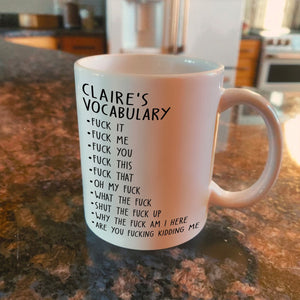 CLAIRE'S
VOCABULARY
-FUCK IT
-FUCK ME
-FUCK YOU
-FUCK THIS
-FUCK THAT
-OH MY FUCK
-WHAT THE FUCK
-SHUT THE FUCK UP
-WHY THE FUCK AM I HERE
-ARE YOU FUCKING KIDDING ME